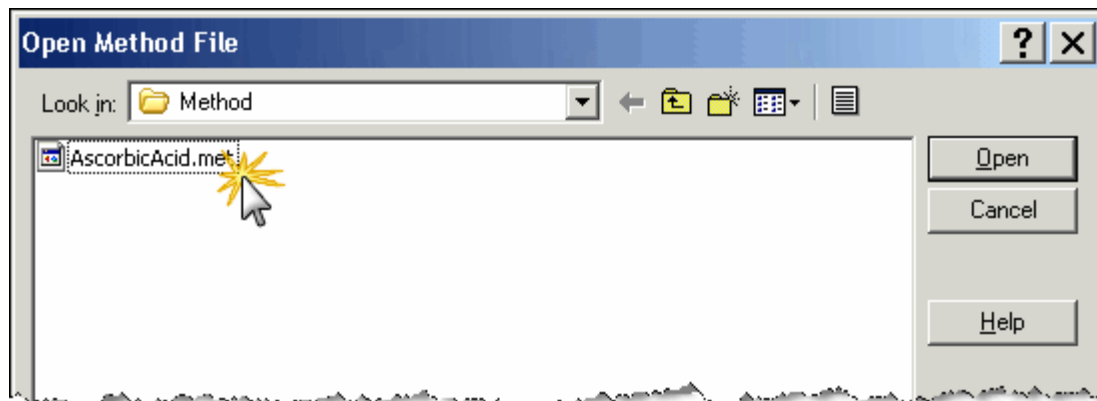 Open Method File
Look in: Method
AscorbicAcid.met
Open
Cancel
Help